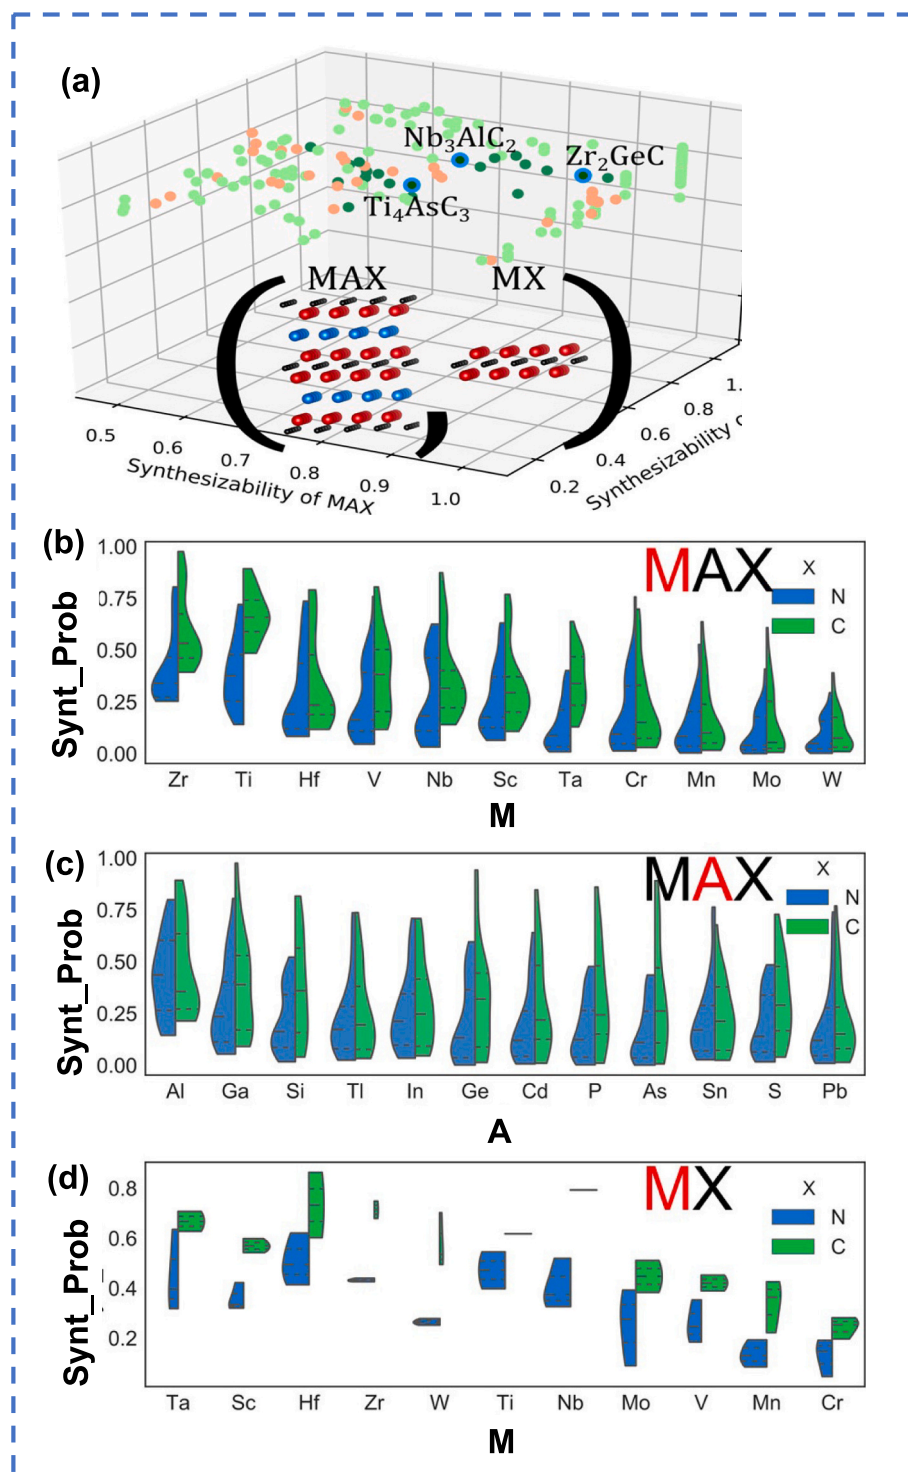 (a)
Nb3AlC2
Zr2GeC
Ti4AsC3
MAX
MX
( , )
0.5
0.6
0.7
0.8
0.9
1.0
Synthesizability of MAX
0.2
0.4
0.6
0.8
1.
Synthesizability
(b)
1.00
0.75
0.50
0.25
0.00
Synt_Prob
MAX
X
N
C
Zr Ti Hf V Nb Sc Ta Cr Mn Mo W
M
(c)
1.00
0.75
0.50
0.25
0.00
Synt_Prob
MAX
X
N
C
Al Ga Si Tl In Ge Cd P As Sn S Pb
A
(d)
0.8
0.6
0.4
0.2
Synt_Prob
MX
X
N
C
Ta Sc Hf Zr W Ti Nb Mo V Mn Cr
M